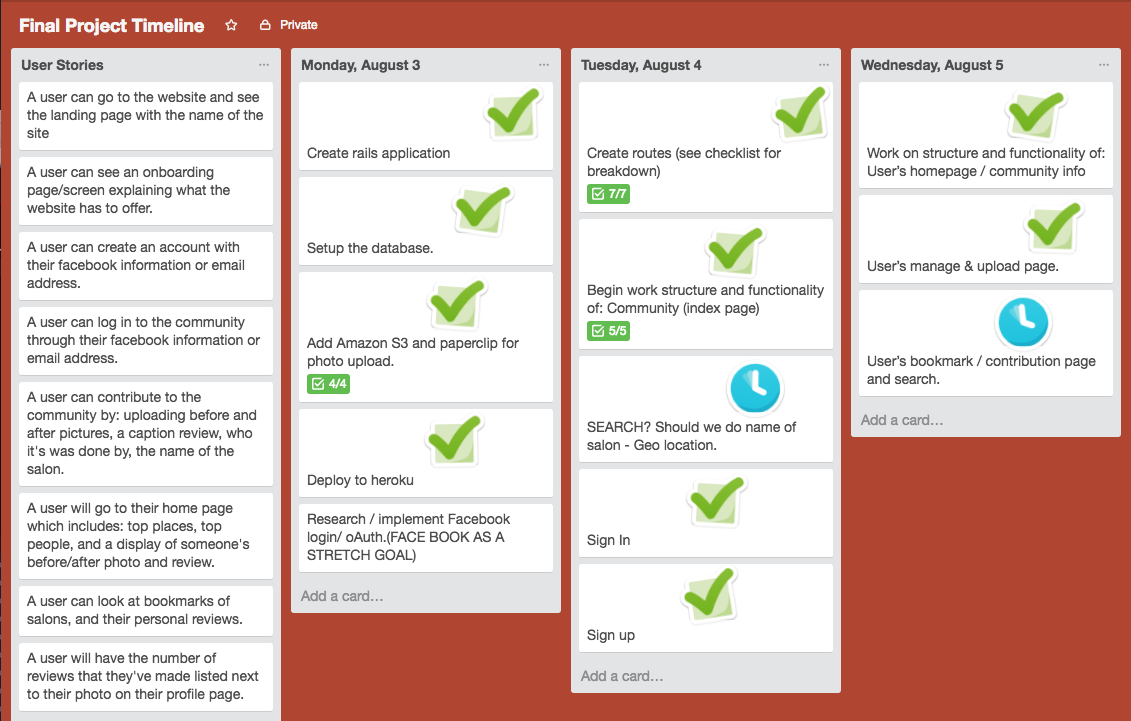 Final Project Timeline
Private
User Stories
A user can go to the website and see
the landing page with the name of the
site
A user can see an onboarding
page/screen explaining what the
website has to offer.
A user can create an account with
their facebook information or email
address.
A user can log in to the community
through their facebook information or
email address.
A user can contribute to the
community by: uploading before and
after pictures, a caption review, who
it's was done by, the name of the
salon.
A user will go to their home page
which includes: top places, top
people, and a display of someone's
before/after photo and review.
A user can look at bookmarks of
salons, and their personal reviews.
A user will have the number of
reviews that they've made listed next
to their photo on their profile page.
Monday, August 3
Create rails application
Setup the database.
Add Amazon S3 and paperclip for
photo upload.
4/4
Deploy to heroku
Research / implement Facebook
login/ oAuth.(FACE BOOK AS A
STRETCH GOAL)
Add a card…
Tuesday, August 4
Create routes (see checklist for
breakdown)
7/7
Begin work structure and functionality
of: Community (index page)
5/5
SEARCH? Should we do name of
salon - Geo location.
Sign In
Sign up
Add a card…
Wednesday, August 5
Work on structure and functionality of:
User's homepage / community info
User's manage & upload page.
User's bookmark / contribution page
and search.
Add a card…